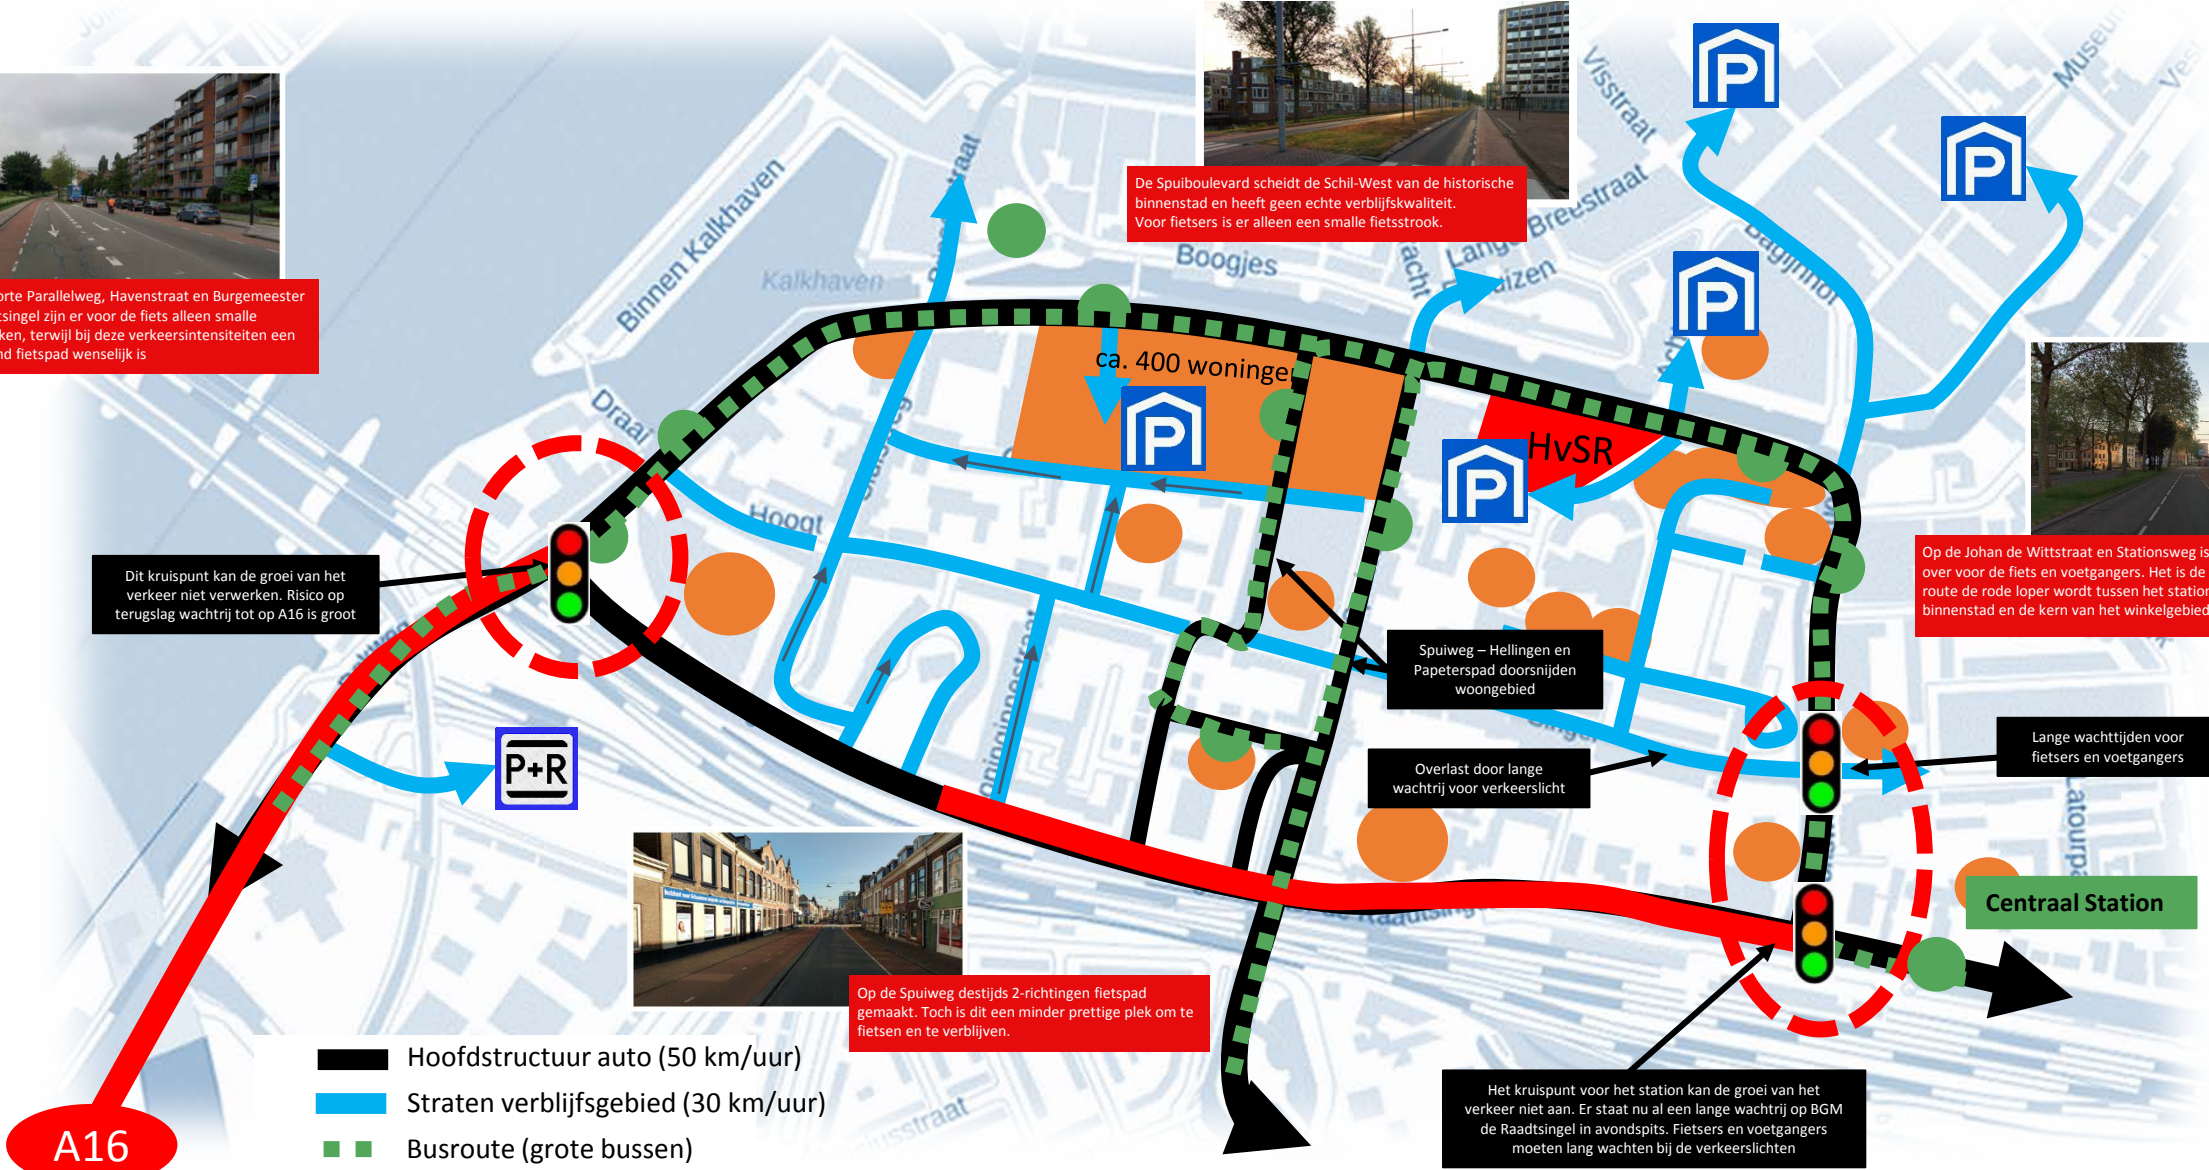 Visstraat
Museum
De Spuiboulevard scheidt de Schil-West van de historische
binnenstad en heeft geen echte verblijfskwaliteit.
Voor fietsers is er alleen een smalle fietsstrook.
Lange Breestraat
Bagijnhof
Boogjes
Binnen Kalkhaven
Kalkhaven
orte Parallelweg, Havenstraat en Burgemeester
tsingel zijn er voor de fiets alleen smalle
ken, terwijl bij deze verkeersintensiteiten een
nd fietspad wenselijk is
ca. 400 woningen
HvSR
Draai
Hoogt
Dit kruispunt kan de groei van het
verkeer niet verwerken. Risico op
terugslag wachtrij tot op A16 is groot
Op de Johan de Wittstraat en Stationsweg is
over voor de fiets en voetgangers. Het is de
route de rode loper wordt tussen het station
binnenstad en de kern van het winkelgebied
Spuiweg – Hellingen en
Papeterspad doorsnijden
woongebied
Overlast door lange
wachtrij voor verkeerslicht
Lange wachttijden voor
fietsers en voetgangers
P+R
P
P
P
P
P
Latourpa
Centraal Station
Op de Spuiweg destijds 2-richtingen fietspad
gemaakt. Toch is dit een minder prettige plek om te
fietsen en te verblijven.
Het kruispunt voor het station kan de groei van het
verkeer niet aan. Er staat nu al een lange wachtrij op BGM
de Raadtsingel in avondspits. Fietsers en voetgangers
moeten lang wachten bij de verkeerslichten
Hoofdstructuur auto (50 km/uur)
Straten verblijfsgebied (30 km/uur)
Busroute (grote bussen)
A16